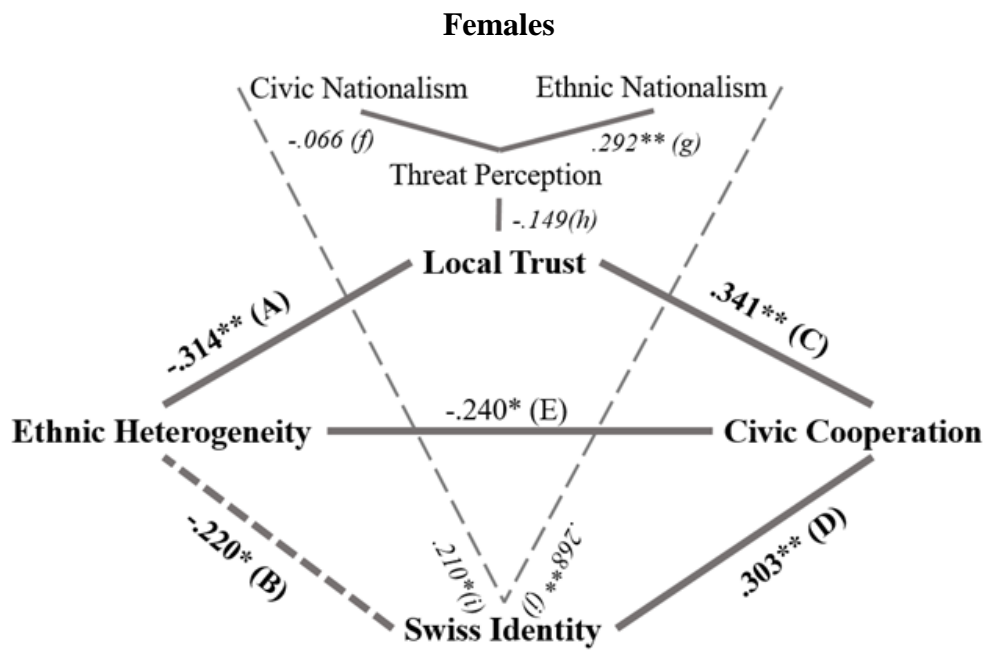 Females
Civic Nationalism
Ethnic Nationalism
-.066 (f)
.292** (g)
Threat Perception
-.149(h)
Local Trust
-.314** (A)
.341** (C)
-.240* (E)
Ethnic Heterogeneity
Civic Cooperation
-.220* (B)
.210*(i)
.268**(j)
.303** (D)
Swiss Identity